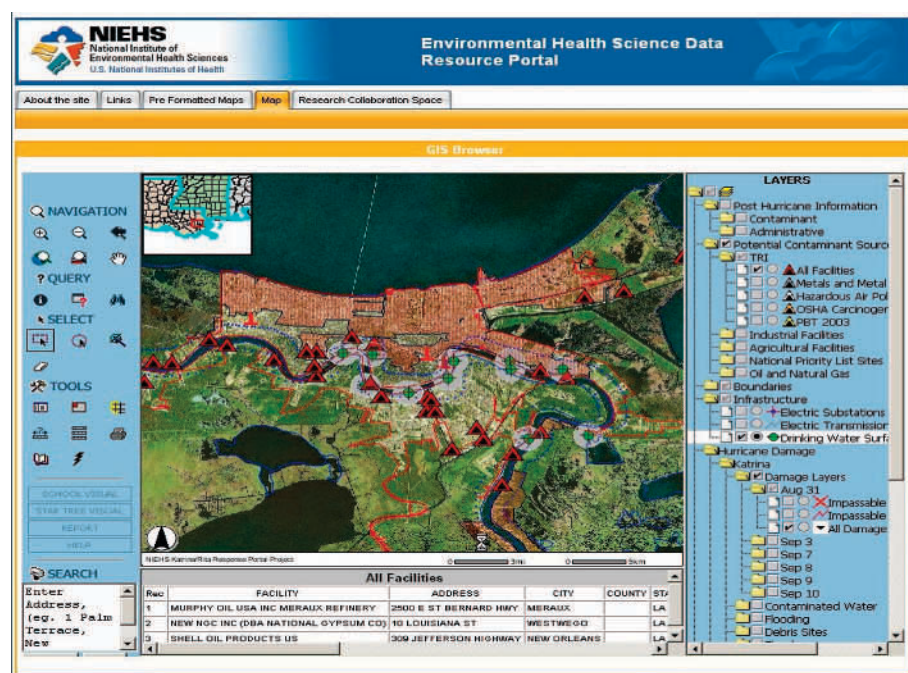 NIEHS
National Institute of
Environmental Health Sciences
U.S. National Institutes of Health
Environmental Health Science Data
Resource Portal
About the site
Links
Pre Formatted Maps
Map
Research Collaboration Space
GIS Browser
NAVIGATION
? QUERY
SELECT
TOOLS
SCHOOL VISUAL
STAR TREE VISUAL
REPORT
HELP
SEARCH
Enter
Address,
(eg. 1 Palm
Terrace,
New
NIEHS Katrina/Rita Response Portal Project
0 3mi
0 5km
All Facilities
Rec FACILITY ADDRESS CITY COUNTY STA
1 MURPHY OIL USA INC MERAUX REFINERY 2500 E ST BERNARD HWY MERAUX LA
2 NEW NGC INC (DBA NATIONAL GYPSUM CO) 10 LOUISIANA ST WESTWEGO LA
3 SHELL OIL PRODUCTS US 309 JEFFERSON HIGHWAY NEW ORLEANS LA
LAYERS
Post Hurricane Information
Contaminant
Administrative
Potential Contaminant Source
TRI
All Facilities
Metals and Metal
Hazardous Air Pol
OSHA Carcinogen
PBT 2003
Industrial Facilities
Agricultural Facilities
National Priority List Sites
Oil and Natural Gas
Boundaries
Infrastructure
Electric Substations
Electric Transmission
Drinking Water Surfa
Hurricane Damage
Katrina
Damage Layers
Aug 31
Impassable
Impassable
All Damage
Sep 3
Sep 7
Sep 8
Sep 9
Sep 10
Contaminated Water
Flooding
Debris Sites